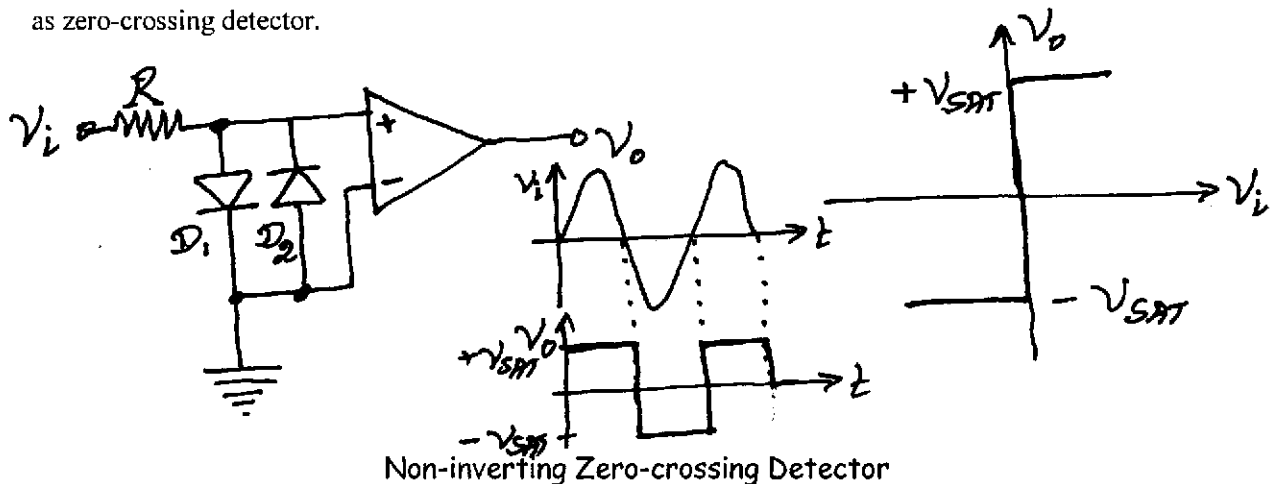 as zero-crossing detector.
R
Vi
+
-
Vo
D1
D2
Vi
t
Vo
+VSAT
t
-VSAT
Vo
+VSAT
Vi
- VSAT
Non-inverting Zero-crossing Detector